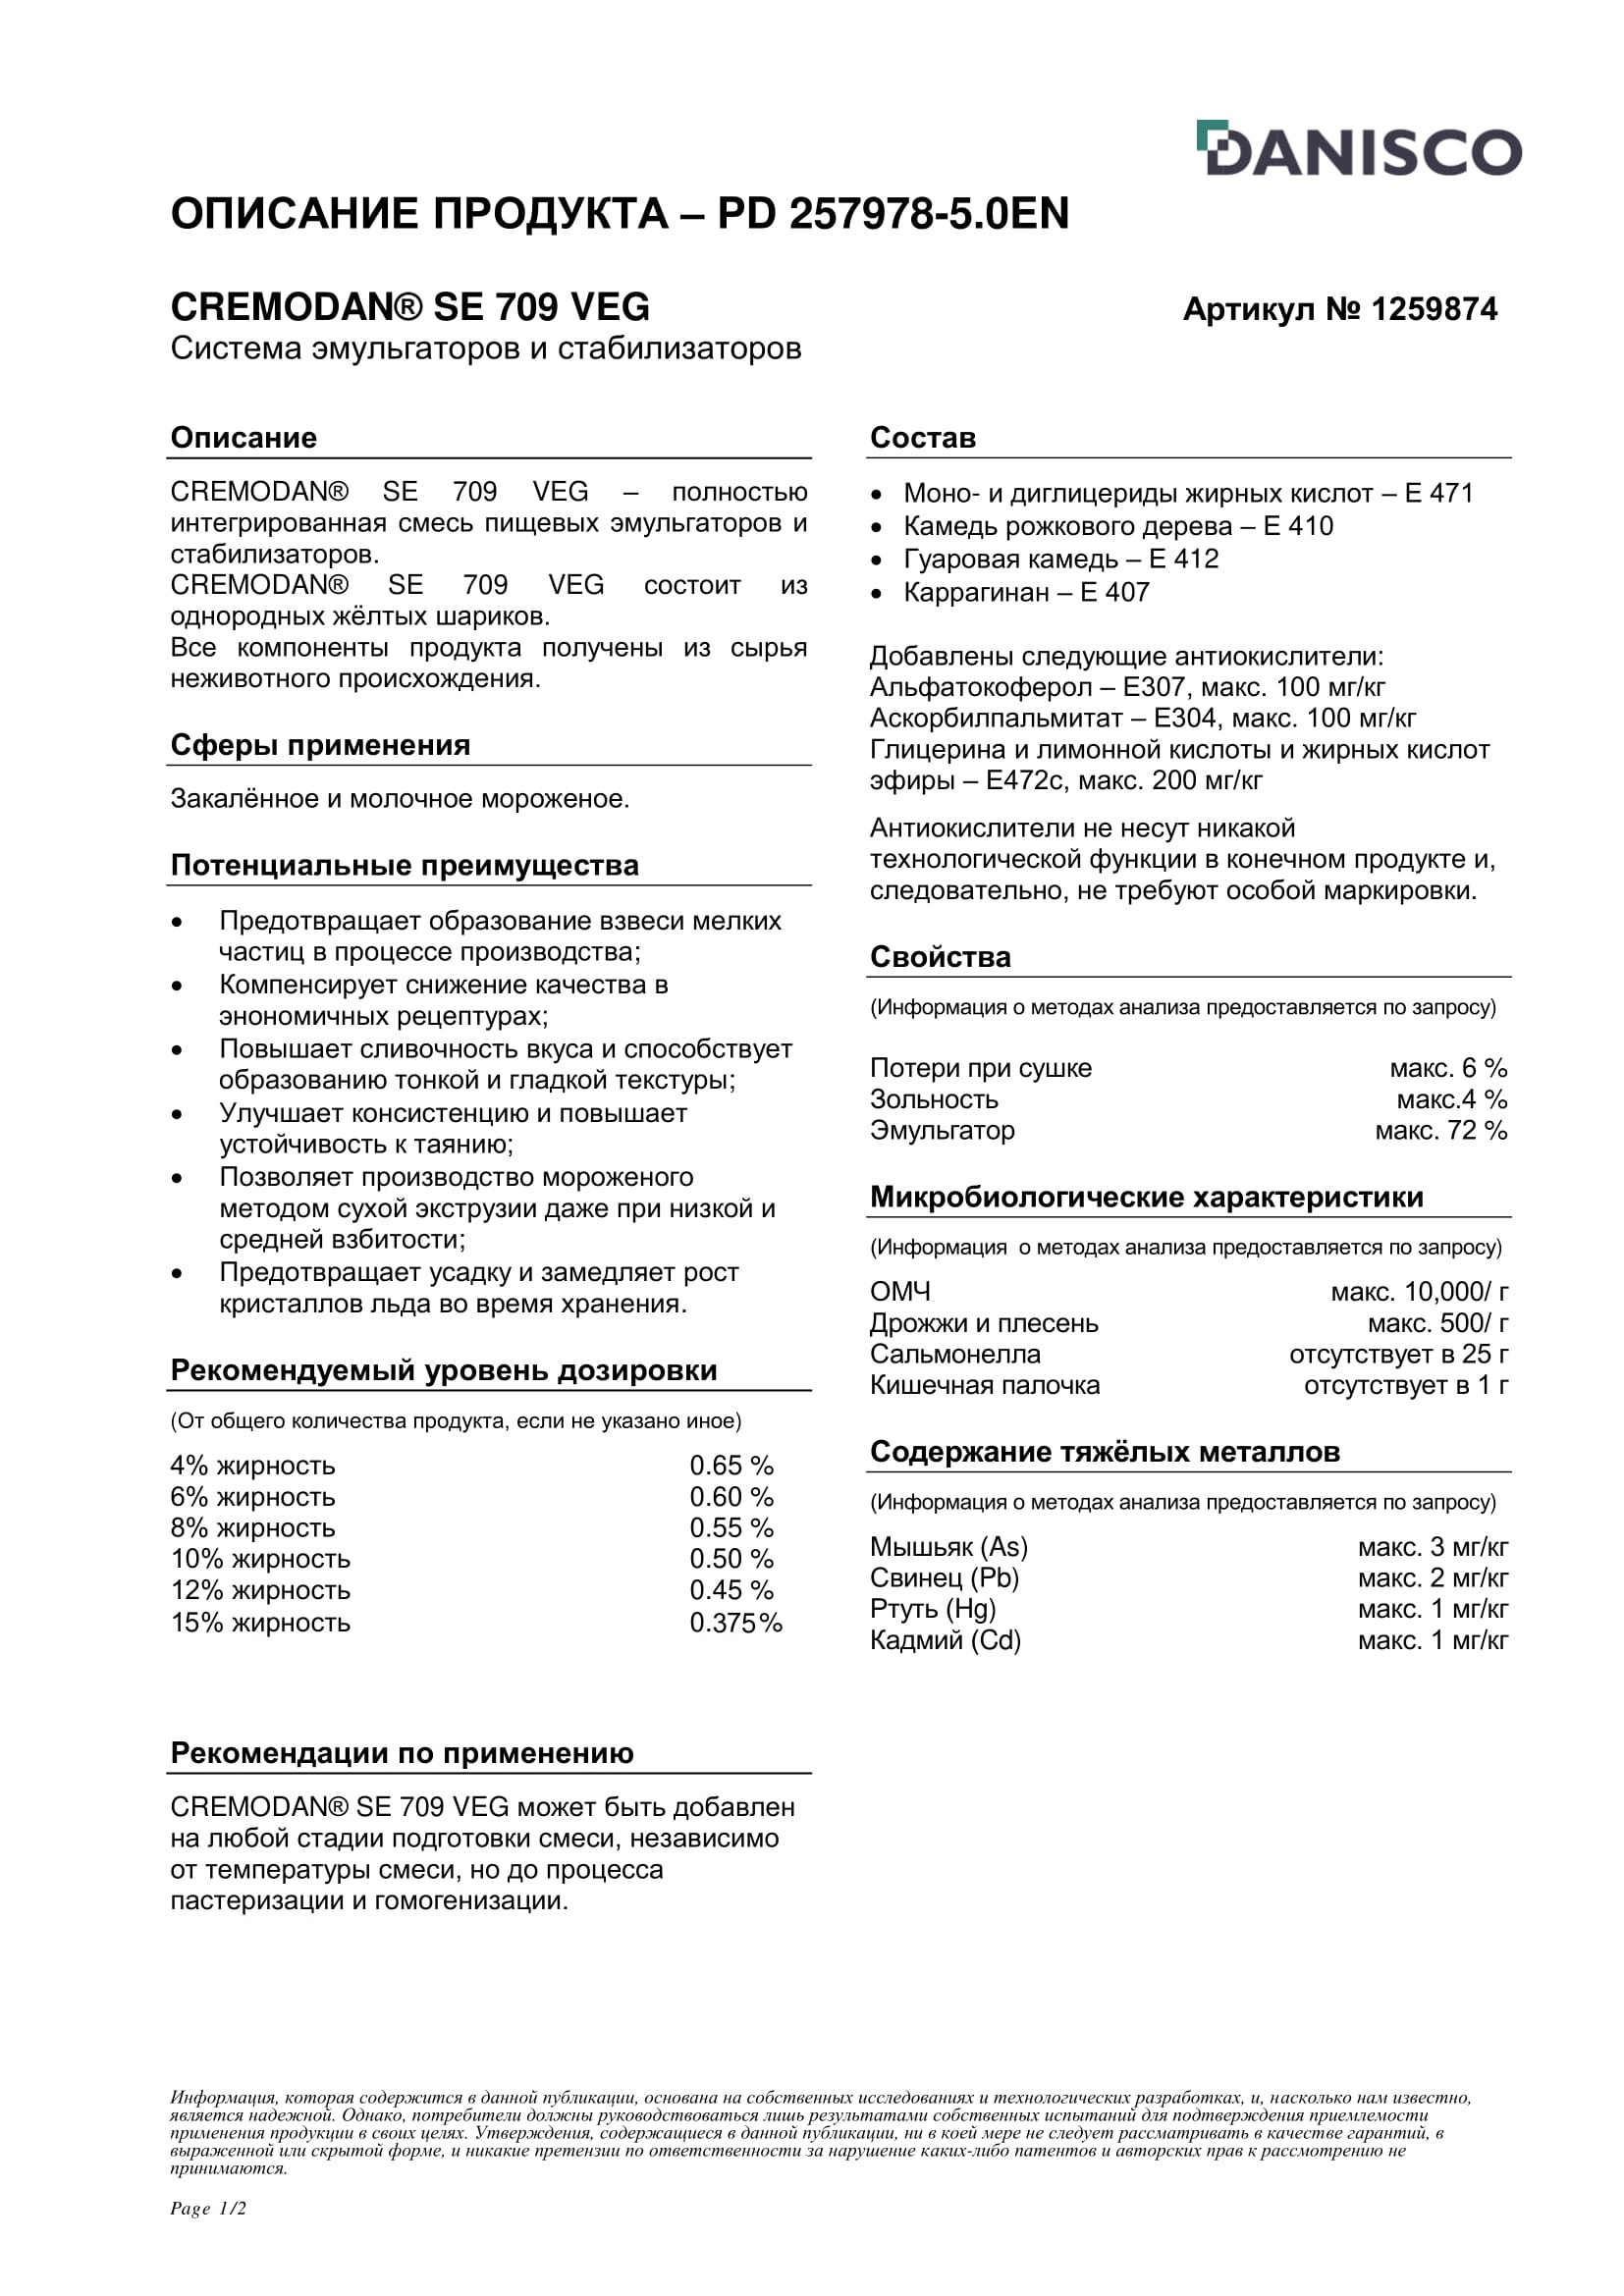 DANISCO
ОПИСАНИЕ ПРОДУКТА – PD 257978-5.0EN
CREMODAN® SE 709 VEG
Артикул № 1259874
Система эмульгаторов и стабилизаторов
Описание
CREMODAN® SE 709 VEG – полностью
интегрированная смесь пищевых эмульгаторов и
стабилизаторов.
CREMODAN® SE 709 VEG состоит из
однородных жёлтых шариков.
Все компоненты продукта получены из сырья
неживотного происхождения.
Сферы применения
Закалённое и молочное мороженое.
Потенциальные преимущества
• Предотвращает образование взвеси мелких
частиц в процессе производства;
• Компенсирует снижение качества в
энономичных рецептурах;
• Повышает сливочность вкуса и способствует
образованию тонкой и гладкой текстуры;
• Улучшает консистенцию и повышает
устойчивость к таянию;
• Позволяет производство мороженого
методом сухой экструзии даже при низкой и
средней взбитости;
• Предотвращает усадку и замедляет рост
кристаллов льда во время хранения.
Рекомендуемый уровень дозировки
(От общего количества продукта, если не указано иное)
4% жирность 0.65 %
6% жирность 0.60 %
8% жирность 0.55 %
10% жирность 0.50 %
12% жирность 0.45 %
15% жирность 0.375%
Рекомендации по применению
CREMODAN® SE 709 VEG может быть добавлен
на любой стадии подготовки смеси, независимо
от температуры смеси, но до процесса
пастеризации и гомогенизации.
Состав
• Моно- и диглицериды жирных кислот – Е 471
• Камедь рожкового дерева – Е 410
• Гуаровая камедь – Е 412
• Каррагинан – Е 407
Добавлены следующие антиокислители:
Альфатокоферол – Е307, макс. 100 мг/кг
Аскорбилпальмитат – Е304, макс. 100 мг/кг
Глицерина и лимонной кислоты и жирных кислот
эфиры – Е472с, макс. 200 мг/кг
Антиокислители не несут никакой
технологической функции в конечном продукте и,
следовательно, не требуют особой маркировки.
Свойства
(Информация о методах анализа предоставляется по запросу)
Потери при сушке макс. 6 %
Зольность макс.4 %
Эмульгатор макс. 72 %
Микробиологические характеристики
(Информация о методах анализа предоставляется по запросу)
ОМЧ макс. 10,000/ г
Дрожжи и плесень макс. 500/ г
Сальмонелла отсутствует в 25 г
Кишечная палочка отсутствует в 1 г
Содержание тяжёлых металлов
(Информация о методах анализа предоставляется по запросу)
Мышьяк (As) макс. 3 мг/кг
Свинец (Pb) макс. 2 мг/кг
Ртуть (Hg) макс. 1 мг/кг
Кадмий (Cd) макс. 1 мг/кг
Информация, которая содержится в данной публикации, основана на собственных исследованиях и технологических разработках, и, насколько нам известно,
является надежной. Однако, потребители должны руководствоваться лишь результатами собственных испытаний для подтверждения приемлемости
применения продукции в своих целях. Утверждения, содержащиеся в данной публикации, ни в коей мере не следует рассматривать в качестве гарантий, в
выраженной или скрытой форме, и никакие претензии по ответственности за нарушение каких-либо патентов и авторских прав к рассмотрению не
принимаются.
Page 1/2